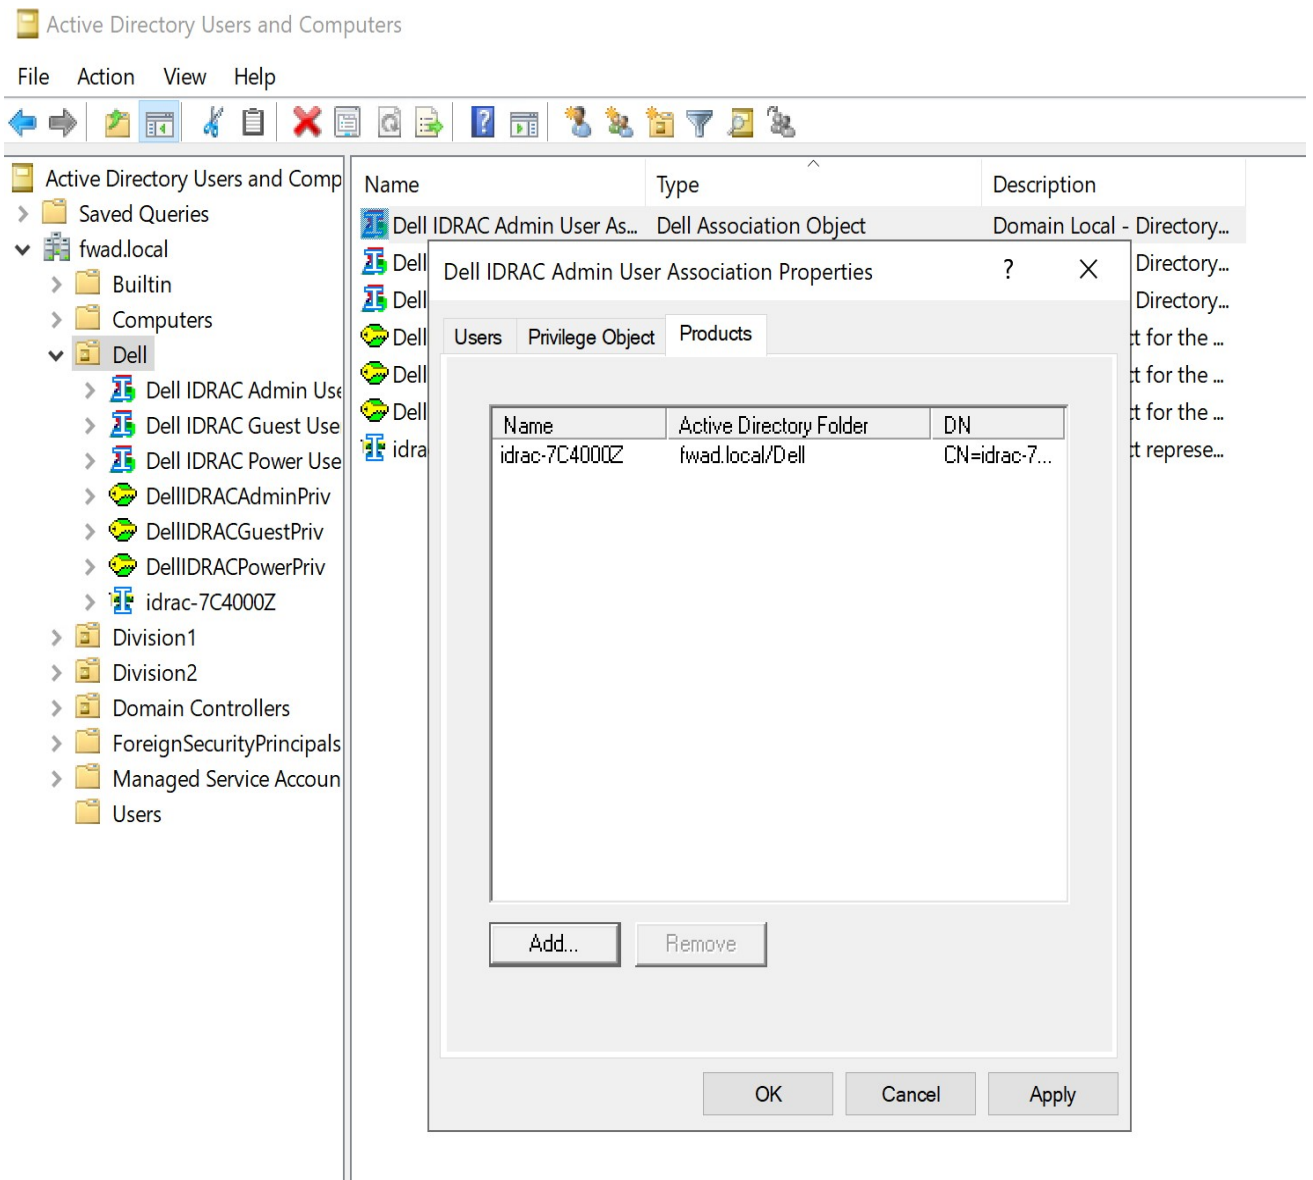 Active Directory Users and Computers
File Action View Help
Active Directory Users and Comp
Saved Queries
fwad.local
Builtin
Computers
Dell
Dell IDRAC Admin Use
Dell IDRAC Guest Use
Dell IDRAC Power Use
DellIDRACAdminPriv
DellIDRACGuestPriv
DellIDRACPowerPriv
idrac-7C4000Z
Division1
Division2
Domain Controllers
ForeignSecurityPrincipals
Managed Service Accoun
Users
Name Type Description
Dell IDRAC Admin User As... Dell Association Object Domain Local - Directory...
Dell Directory...
Dell Directory...
Dell ct for the ...
Dell ct for the ...
Dell ct for the ...
idra ct represe...
Dell IDRAC Admin User Association Properties ?
Users Privilege Object Products
Name Active Directory Folder DN
idrac-7C4000Z fwad.local/Dell CN=idrac-7...
Add... Remove
OK Cancel Apply